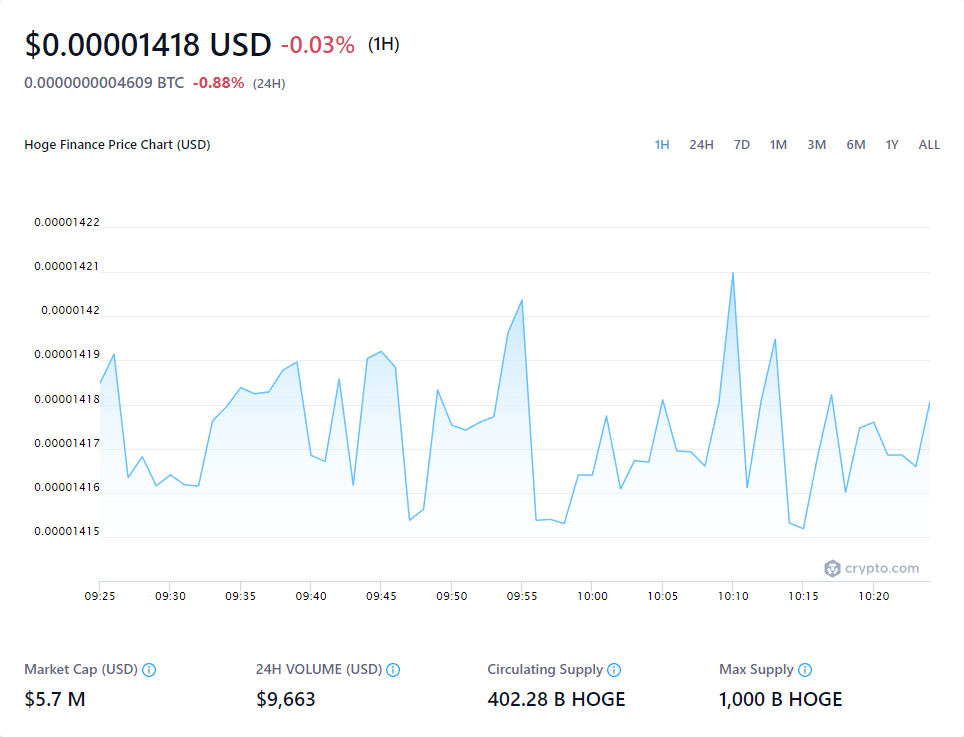 $0.00001418 USD -0.03% (1H)
0.0000000004609 BTC -0.88% (24H)
Hoge Finance Price Chart (USD) 1H 24H 7D 1M 3M 6M 1Y ALL
0.00001422
0.00001421
0.0000142
0.00001419
0.00001418
0.00001417
0.00001416
0.00001415
crypto.com
09:25 09:30 09:35 09:40 09:45 09:50 09:55 10:00 10:05 10:10 10:15 10:20
Market Cap (USD) 24H VOLUME (USD) Circulating Supply Max Supply
$5.7 M $9,663 402.28 B HOGE 1,000 B HOGE